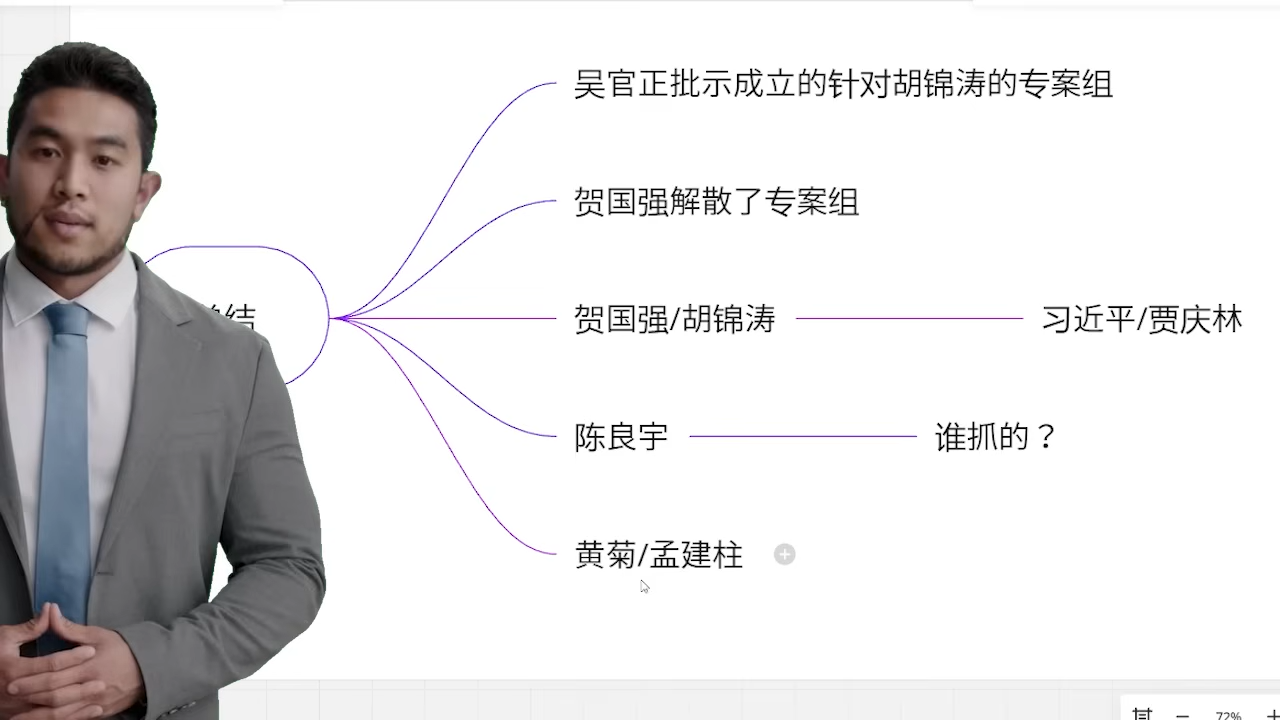 吴官正批示成立的针对胡锦涛的专案组
贺国强解散了专案组
贺国强/胡锦涛
习近平/贾庆林
结
陈良宇
谁抓的？
黄菊/孟建柱
72%